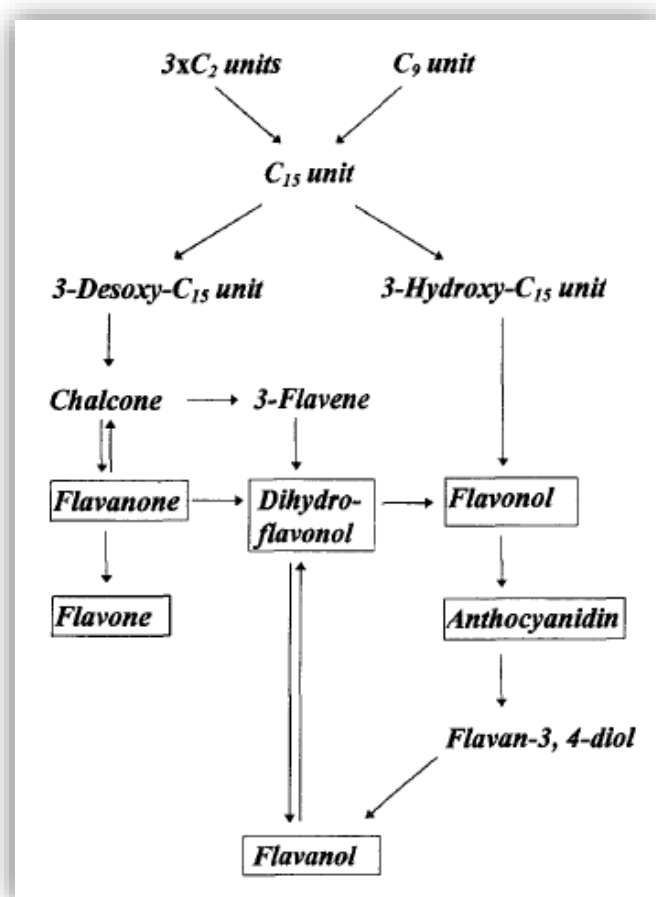 3xC₂ units
C₉ unit
C₁₅ unit
3-Desoxy-C₁₅ unit
3-Hydroxy-C₁₅ unit
Chalcone
3-Flavene
Flavanone
Dihydro-
flavonol
Flavonol
Flavone
Anthocyanidin
Flavan-3, 4-diol
Flavanol